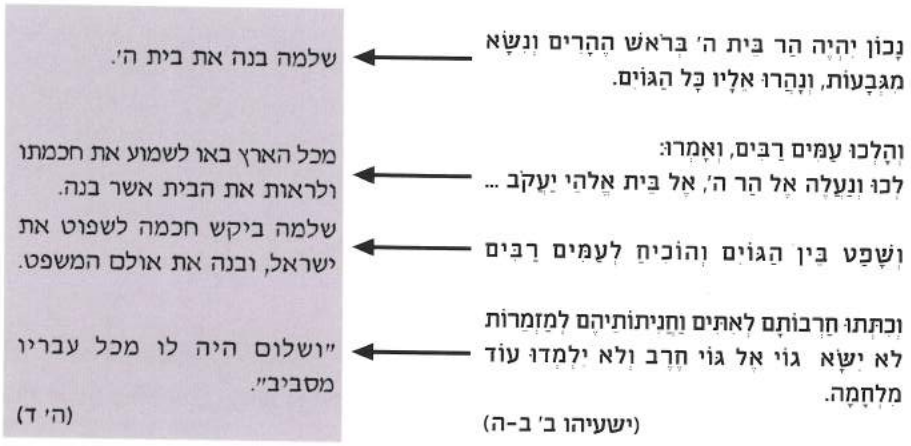 נָכוֹן יִהְיֶה הַר בֵּית ה' בְּרֹאשׁ הֶהָרִים וְנִשָּׂא
מִגְּבָעוֹת, וְנָהֲרוּ אֵלָיו כָּל הַגּוֹיִם.
שלמה בנה את בית ה'.
וְהָלְכוּ עַמִּים רַבִּים, וְאָמְרוּ:
לְכוּ וְנַעֲלֶה אֶל הַר ה', אֶל בֵּית אֱלֹהֵי יַעֲקֹב ...
מכל הארץ באו לשמוע את חכמתו
ולראות את הבית אשר בנה.
וְשָׁפַט בֵּין הַגּוֹיִם וְהוֹכִיחַ לְעַמִּים רַבִּים
שלמה ביקש חכמה לשפוט את
ישראל, ובנה את אולם המשפט.
וְכִתְּתוּ חַרְבוֹתָם לְאִתִּים וַחֲנִיתוֹתֵיהֶם לְמַזְמֵרוֹת
לֹא יִשָּׂא גוֹי אֶל גּוֹי חֶרֶב וְלֹא יִלְמְדוּ עוֹד
מִלְחָמָה.
(ישעיהו ב' ב-ה)
"ושלום היה לו מכל עבריו
מסביב".
(ה' ד)